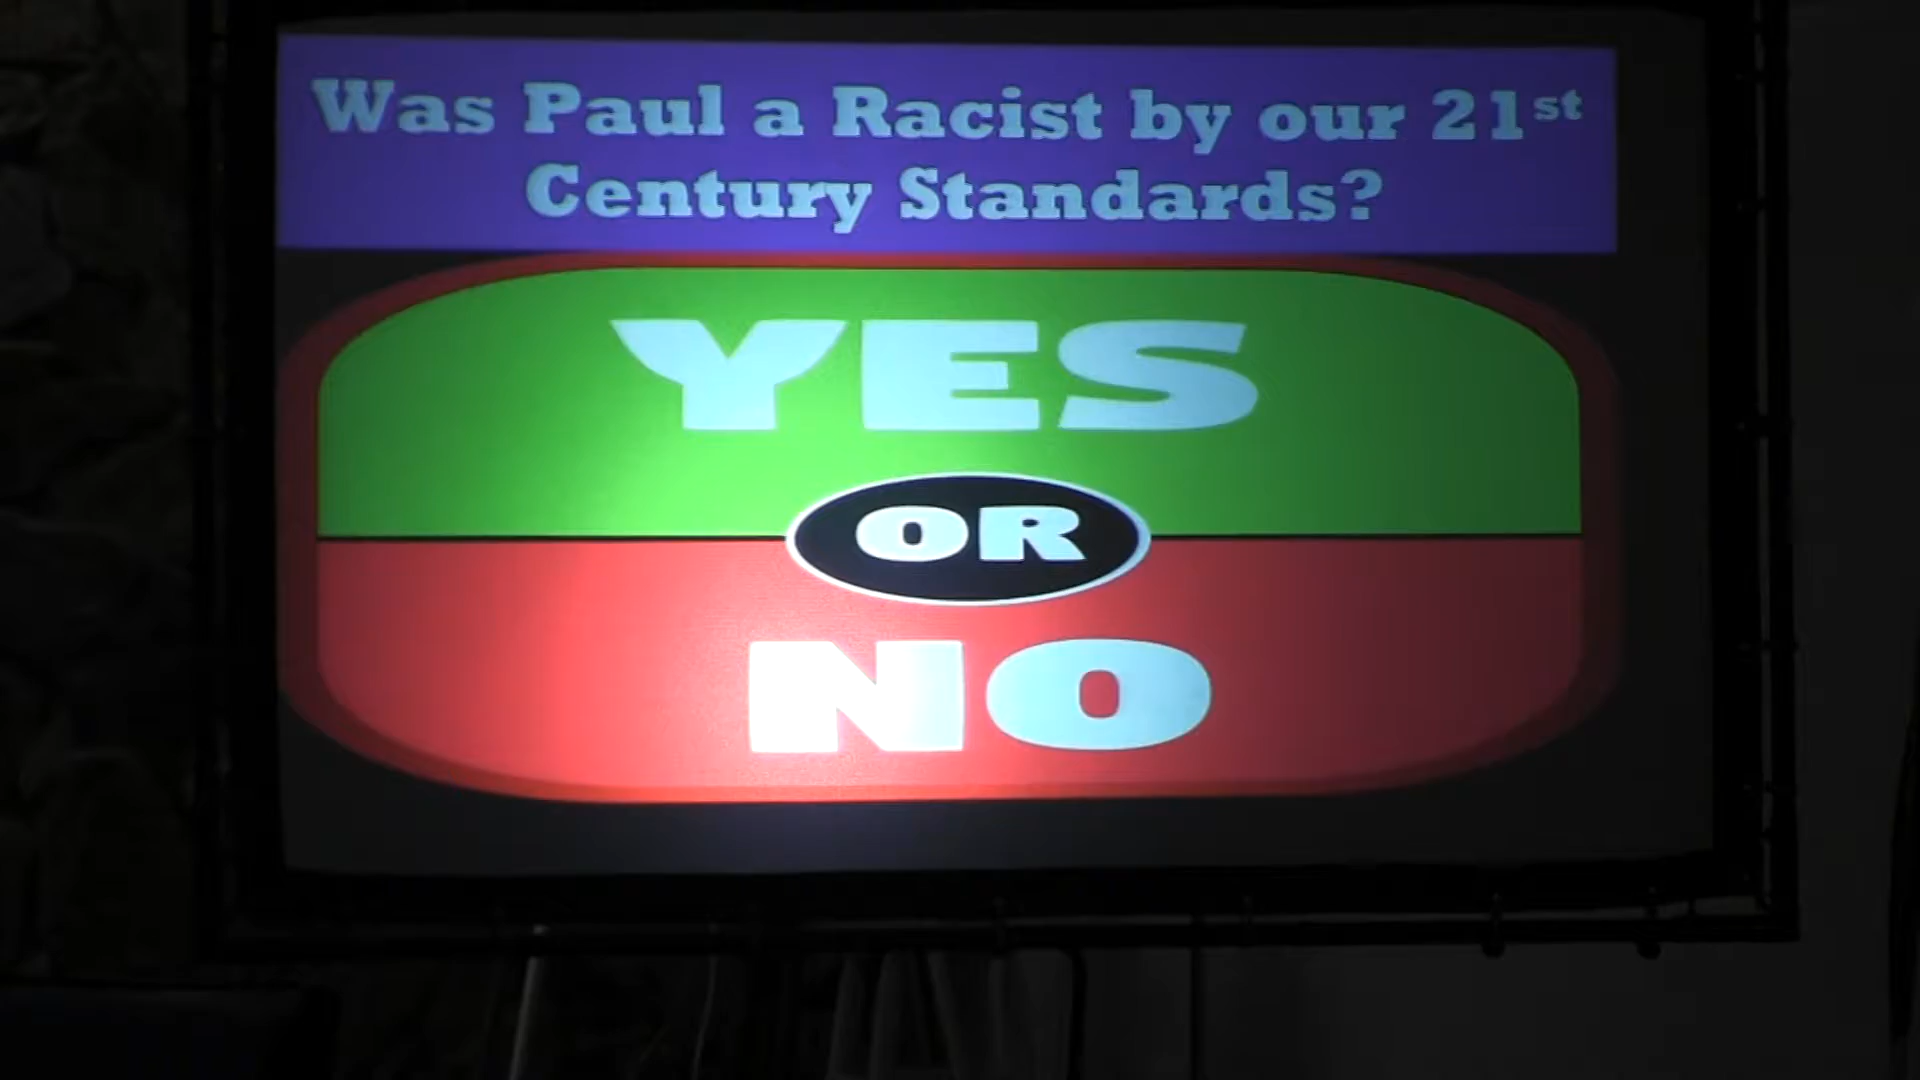 Was Paul a Racist by our 21st
Century Standards?
YES
OR
NO